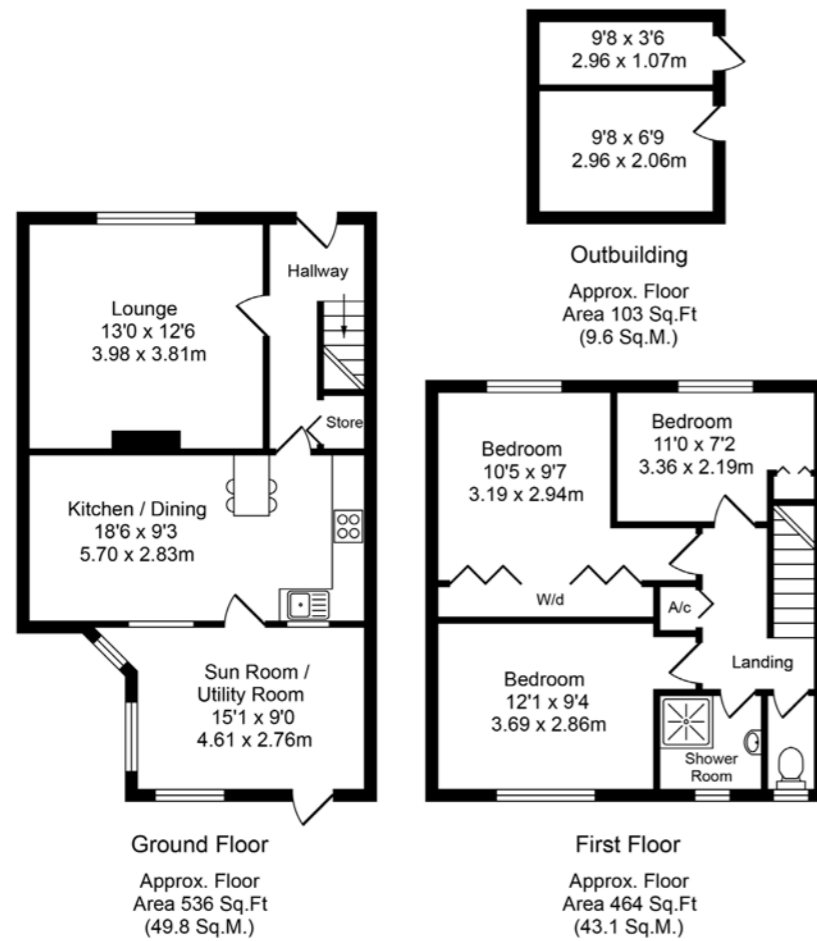 9'8 x 3'6
2.96 x 1.07m
9'8 x 6'9
2.96 x 2.06m
Outbuilding
Approx. Floor
Area 103 Sq.Ft
(9.6 Sq.M.)
Hallway
Lounge
13'0 x 12'6
3.98 x 3.81m
Store
Kitchen / Dining
18'6 x 9'3
5.70 x 2.83m
Sun Room /
Utility Room
15'1 x 9'0
4.61 x 2.76m
Ground Floor
Approx. Floor
Area 536 Sq.Ft
(49.8 Sq.M.)
Bedroom
10'5 x 9'7
3.19 x 2.94m
Bedroom
11'0 x 7'2
3.36 x 2.19m
W/d
A/c
Landing
Bedroom
12'1 x 9'4
3.69 x 2.86m
Shower
Room
First Floor
Approx. Floor
Area 464 Sq.Ft
(43.1 Sq.M.)